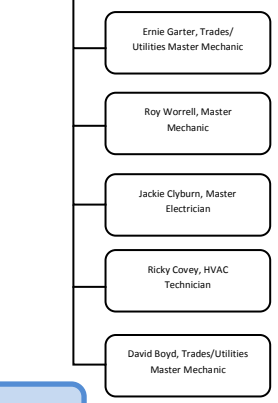 Ernie Garter, Trades/
Utilities Master Mechanic
Roy Worrell, Master
Mechanic
Jackie Clyburn, Master
Electrician
Ricky Covey, HVAC
Technician
David Boyd, Trades/Utilities
Master Mechanic